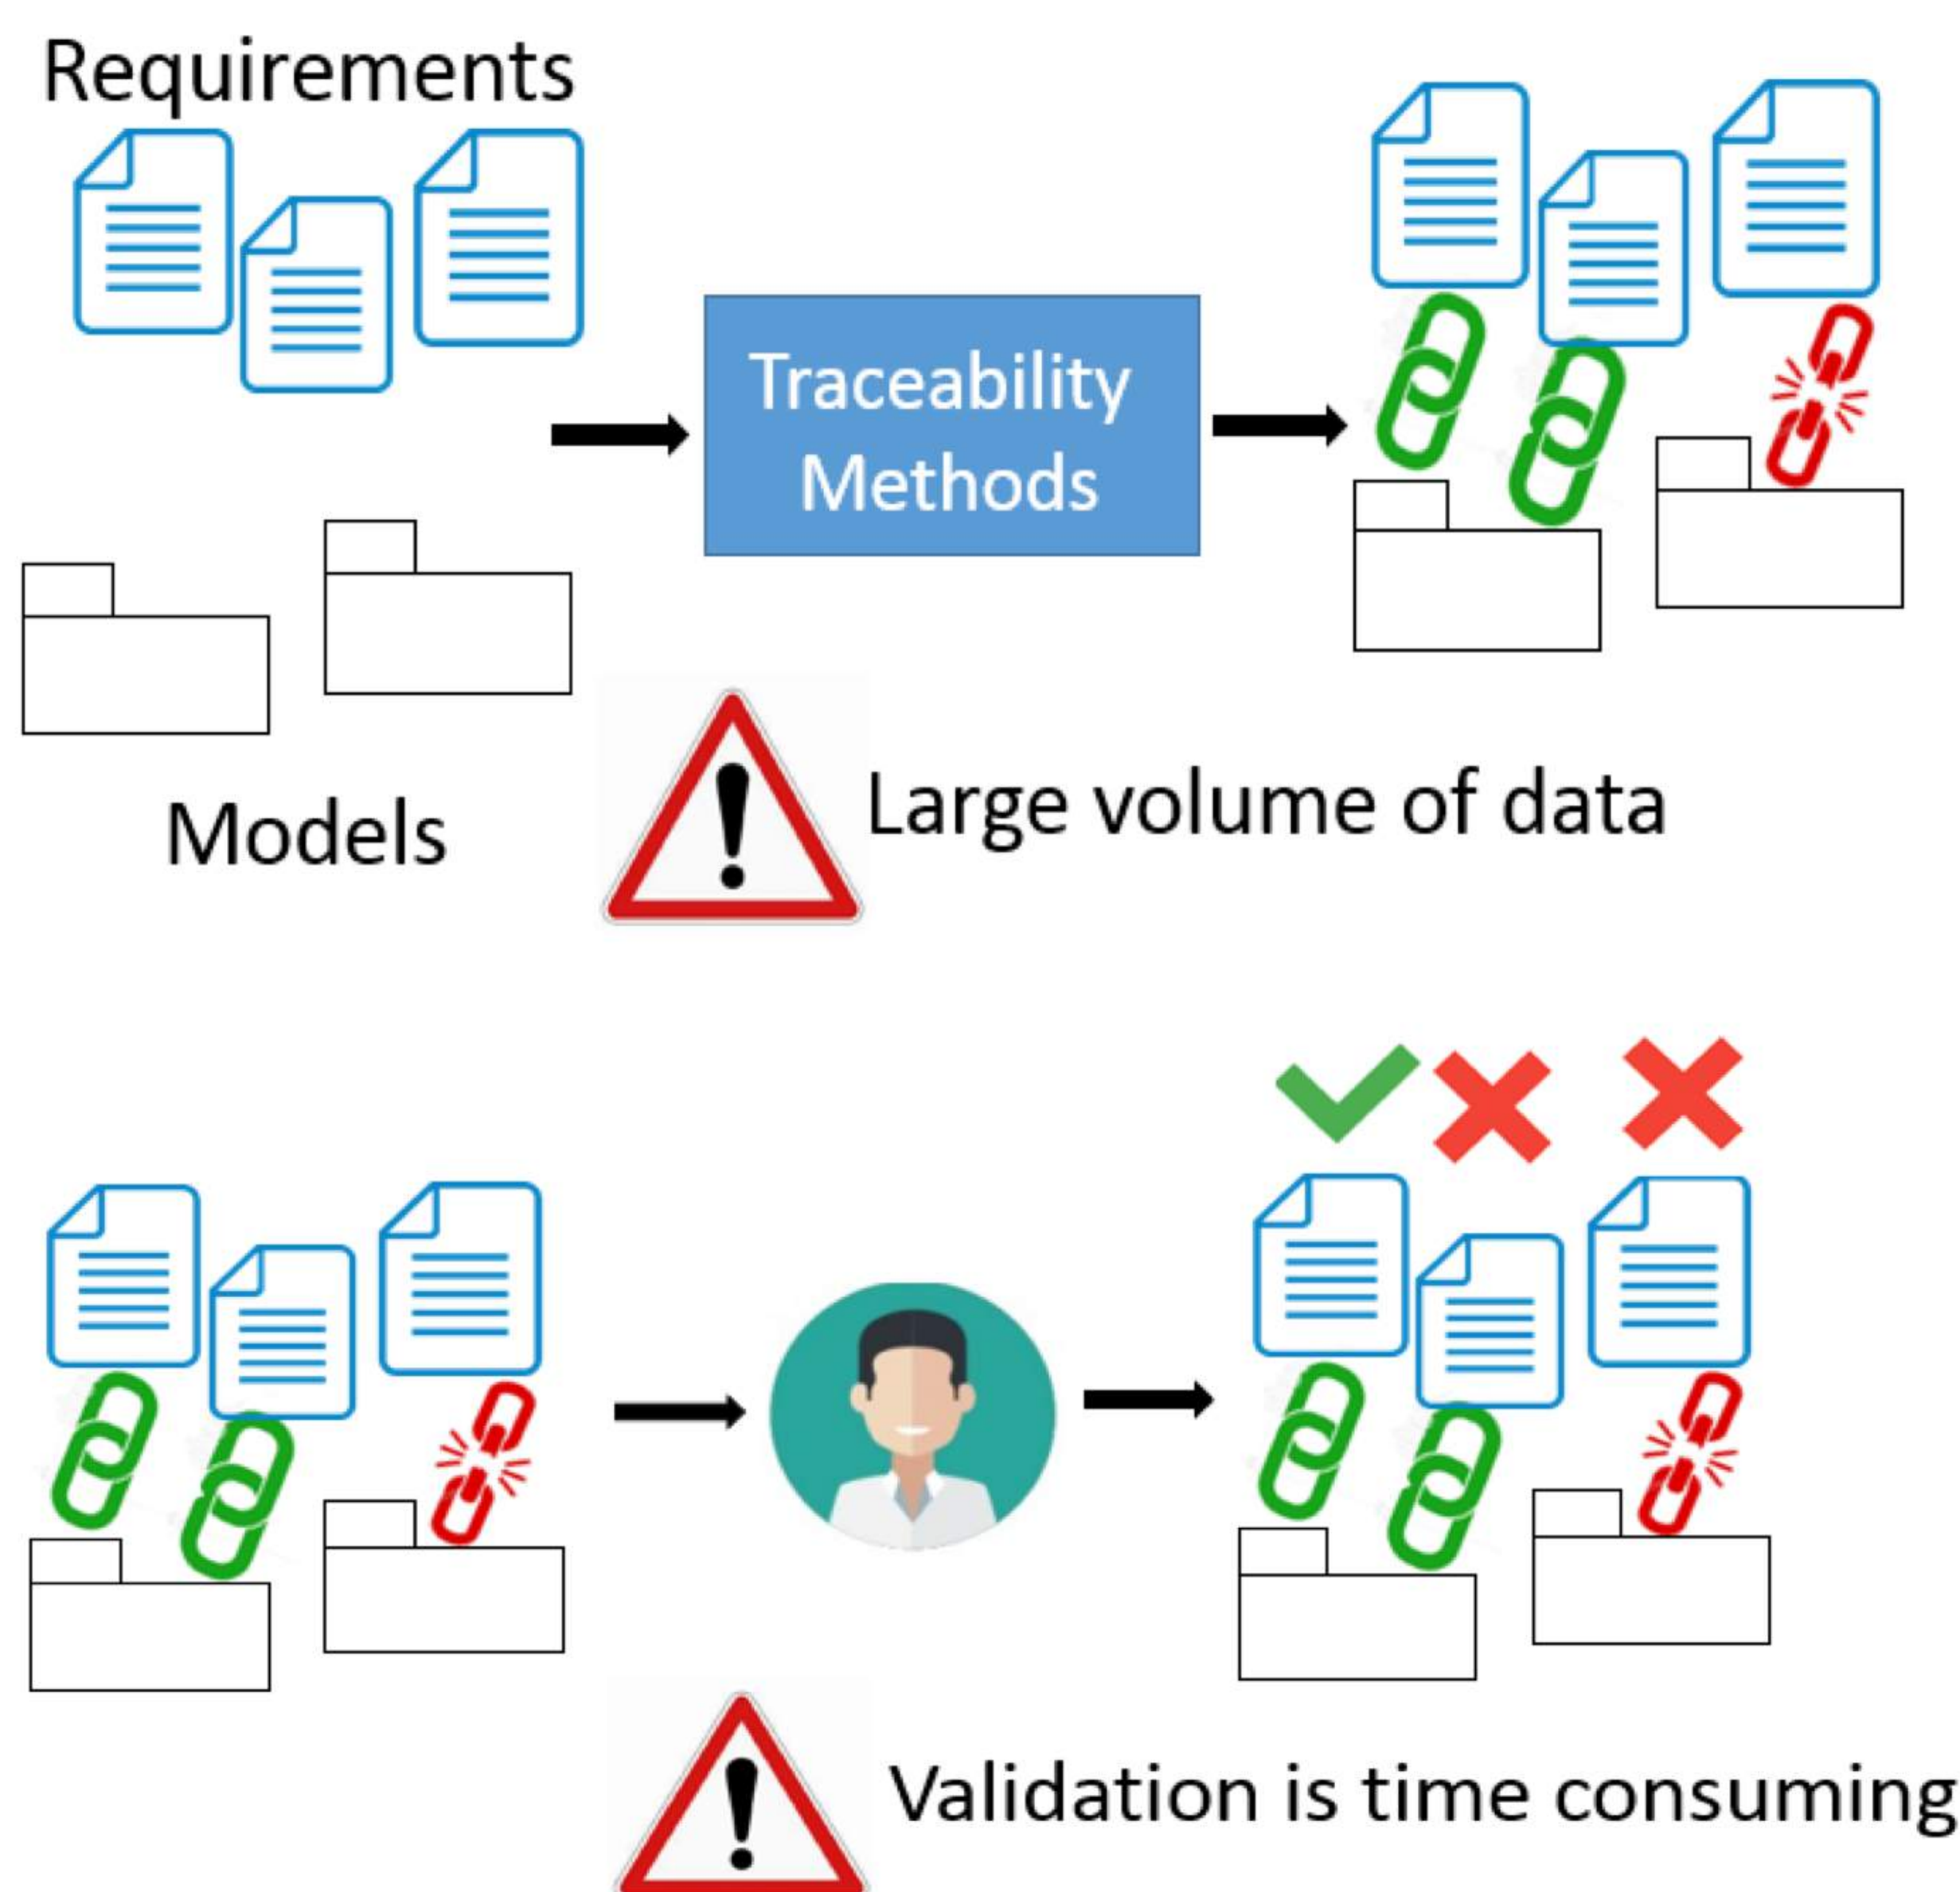 Requirements
Traceability
Methods
Models
Large volume of data
Validation is time consuming